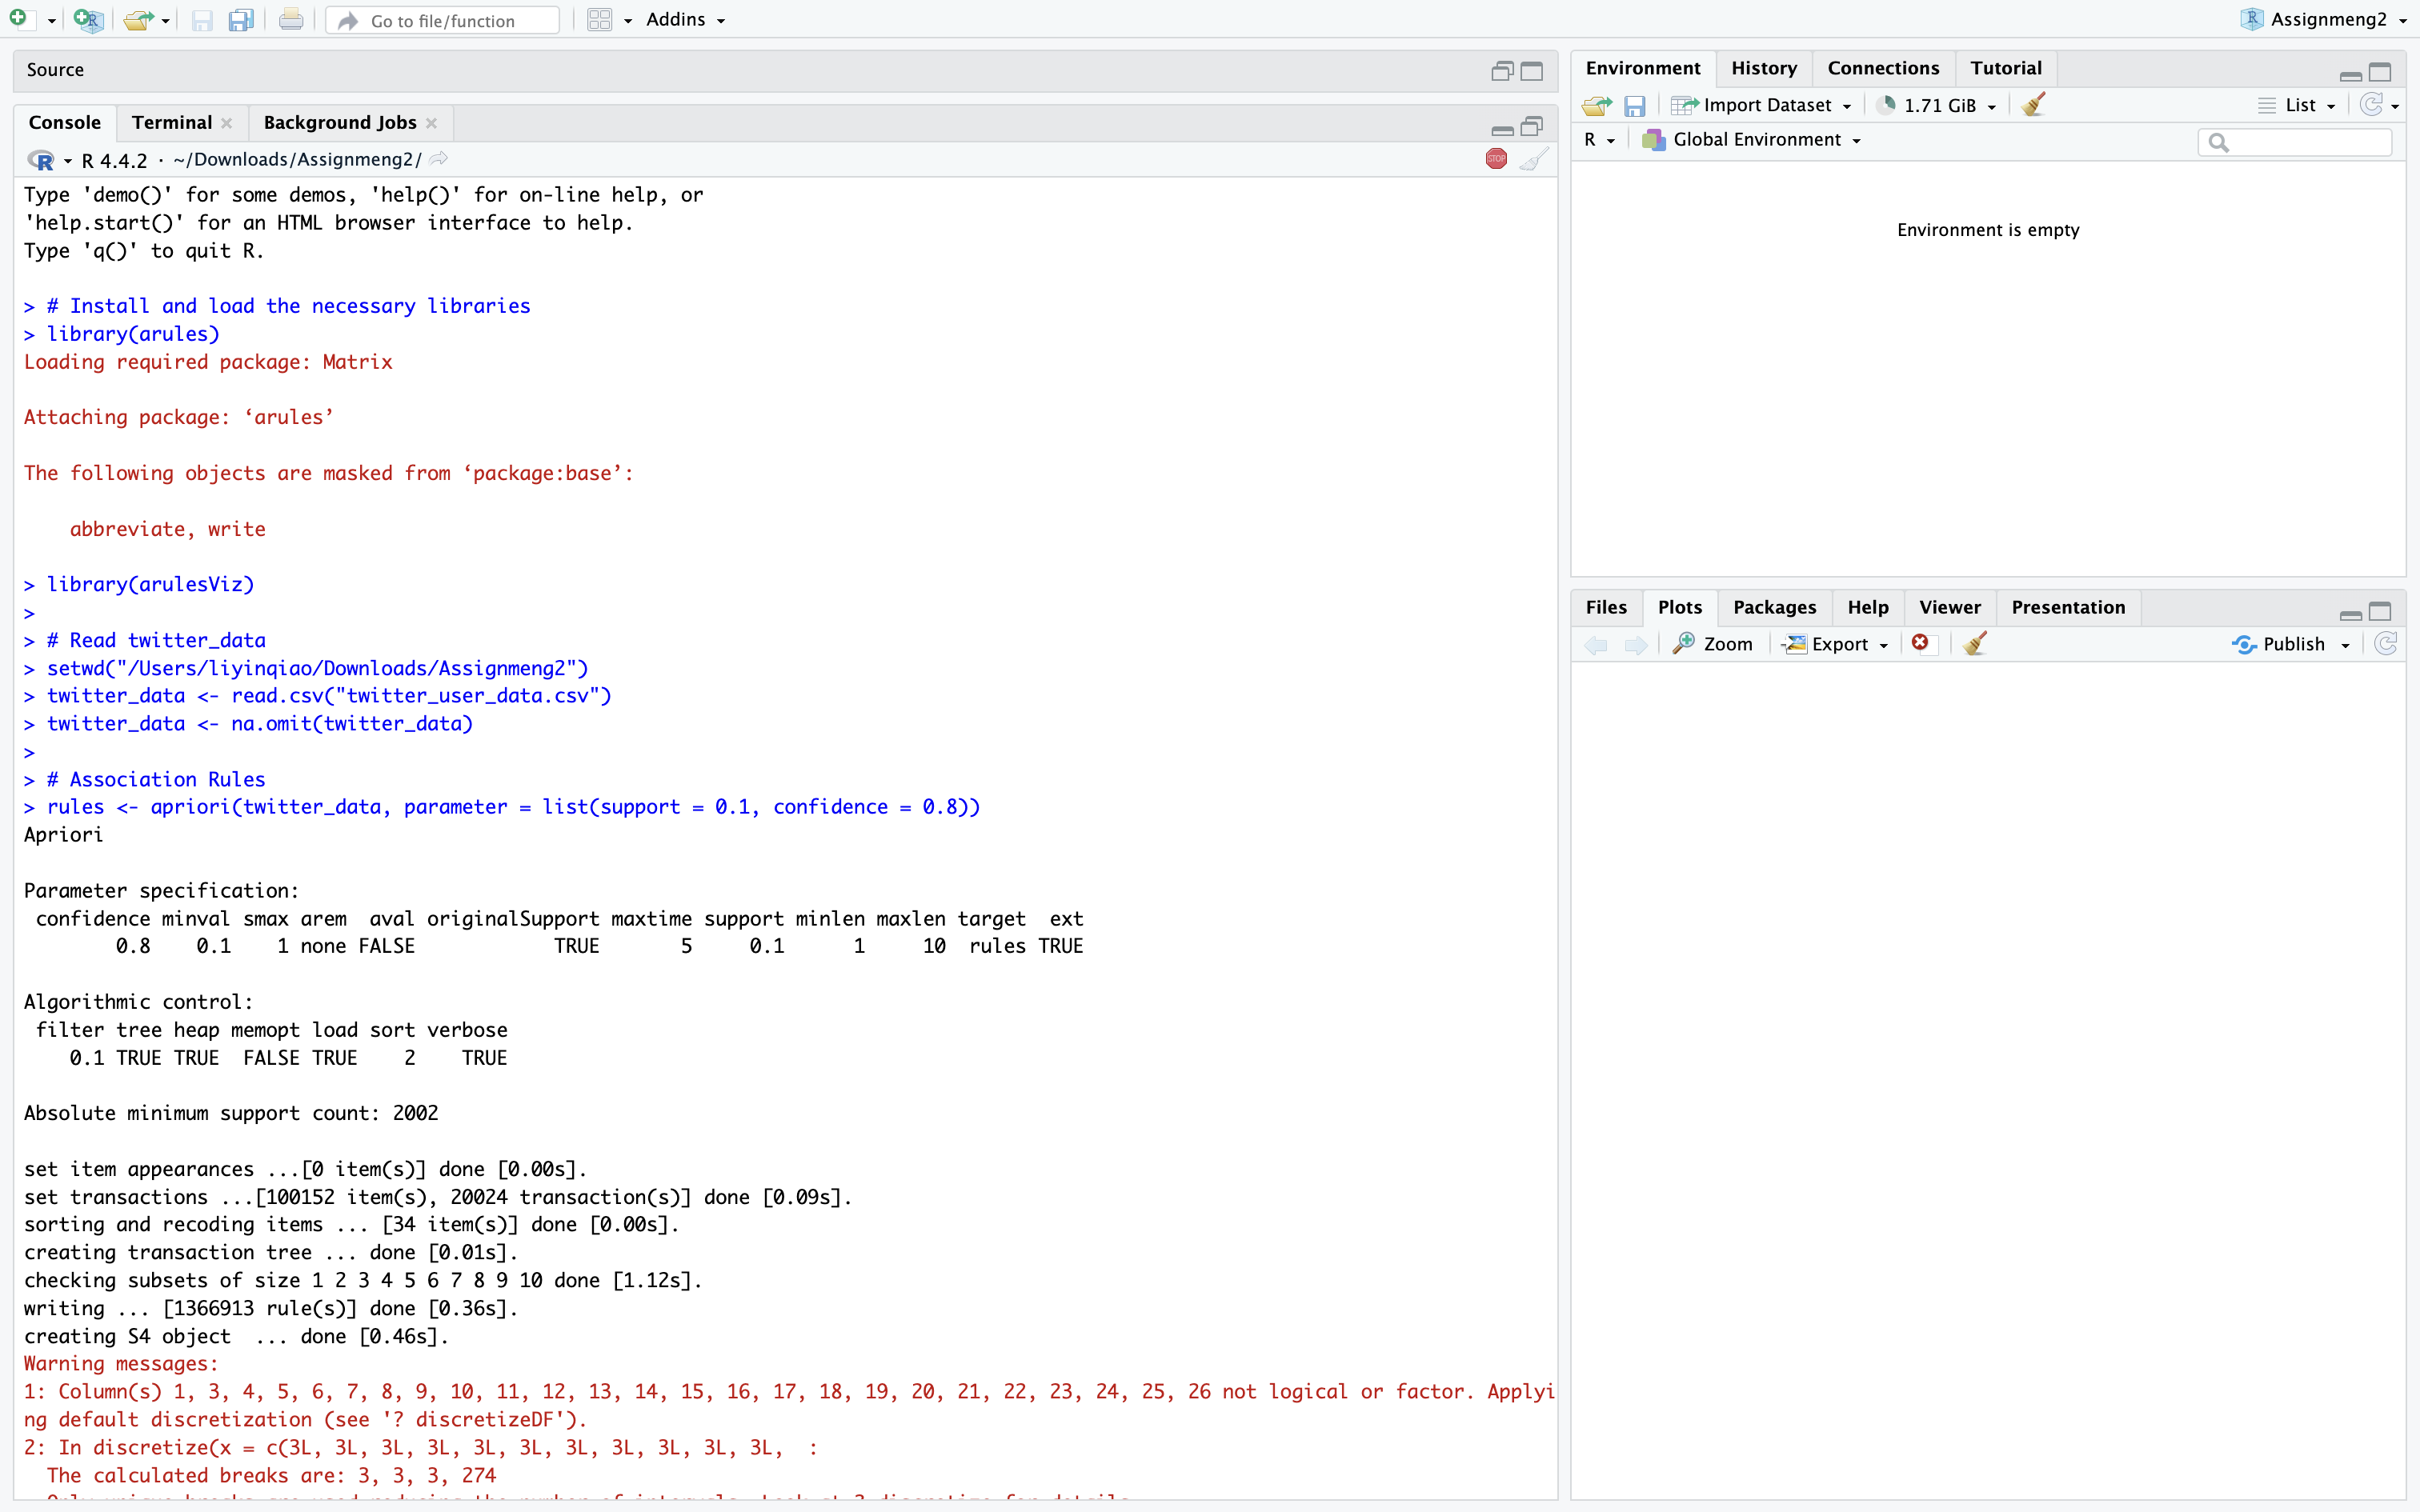 Go to file/function
Addins
Assignmeng2
Source
Console
Terminal
Background Jobs
R 4.4.2 · ~/Downloads/Assignmeng2/
STOP
Type 'demo()' for some demos, 'help()' for on-line help, or
'help.start()' for an HTML browser interface to help.
Type 'q()' to quit R.
> # Install and load the necessary libraries
> library(arules)
Loading required package: Matrix
Attaching package: ‘arules’
The following objects are masked from ‘package:base’:
abbreviate, write
> library(arulesViz)
>
> # Read twitter_data
> setwd("/Users/liyinqiao/Downloads/Assignmeng2")
> twitter_data <- read.csv("twitter_user_data.csv")
> twitter_data <- na.omit(twitter_data)
>
> # Association Rules
> rules <- apriori(twitter_data, parameter = list(support = 0.1, confidence = 0.8))
Apriori
Parameter specification:
confidence minval smax arem aval originalSupport maxtime support minlen maxlen target ext
0.8 0.1 1 none FALSE TRUE 5 0.1 1 10 rules TRUE
Algorithmic control:
filter tree heap memopt load sort verbose
0.1 TRUE TRUE FALSE TRUE 2 TRUE
Absolute minimum support count: 2002
set item appearances ...[0 item(s)] done [0.00s].
set transactions ...[100152 item(s), 20024 transaction(s)] done [0.09s].
sorting and recoding items ... [34 item(s)] done [0.00s].
creating transaction tree ... done [0.01s].
checking subsets of size 1 2 3 4 5 6 7 8 9 10 done [1.12s].
writing ... [1366913 rule(s)] done [0.36s].
creating S4 object ... done [0.46s].
Warning messages:
1: Column(s) 1, 3, 4, 5, 6, 7, 8, 9, 10, 11, 12, 13, 14, 15, 16, 17, 18, 19, 20, 21, 22, 23, 24, 25, 26 not logical or factor. Applyi
ng default discretization (see '? discretizeDF').
2: In discretize(x = c(3L, 3L, 3L, 3L, 3L, 3L, 3L, 3L, 3L, 3L, 3L, :
The calculated breaks are: 3, 3, 3, 274
Environment
History
Connections
Tutorial
Import Dataset
1.71 GiB
List
R
Global Environment
Environment is empty
Files
Plots
Packages
Help
Viewer
Presentation
Zoom
Export
Publish